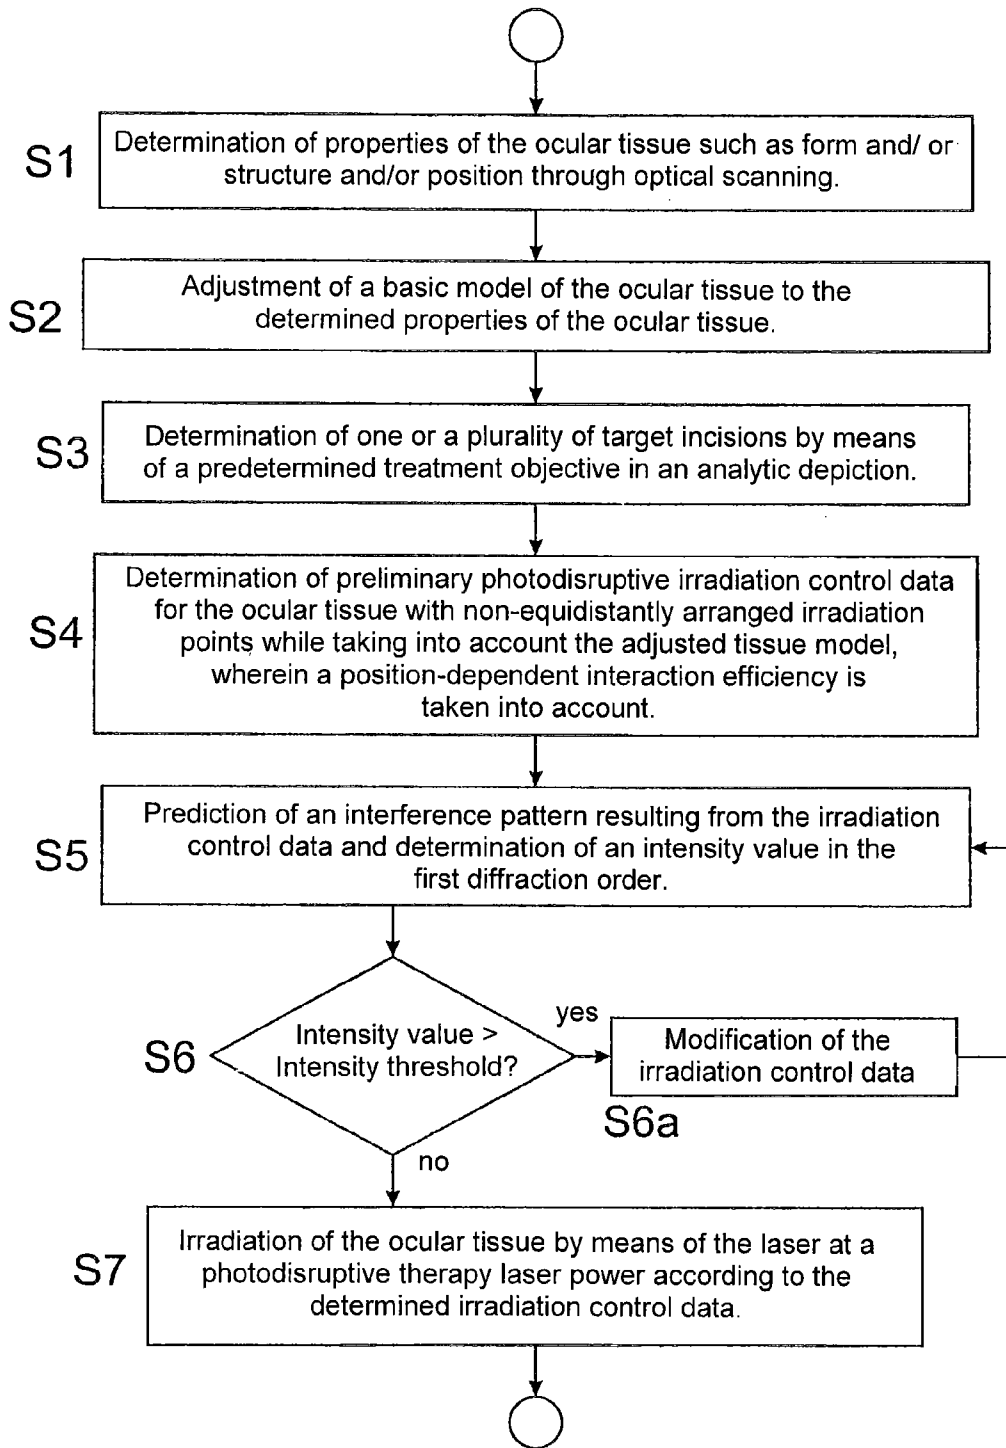 S1
Determination of properties of the ocular tissue such as form and/ or
structure and/or position through optical scanning.
S2
Adjustment of a basic model of the ocular tissue to the
determined properties of the ocular tissue.
S3
Determination of one or a plurality of target incisions by means
of a predetermined treatment objective in an analytic depiction.
S4
Determination of preliminary photodisruptive irradiation control data
for the ocular tissue with non-equidistantly arranged irradiation
points while taking into account the adjusted tissue model,
wherein a position-dependent interaction efficiency is
taken into account.
S5
Prediction of an interference pattern resulting from the irradiation
control data and determination of an intensity value in the
first diffraction order.
S6
Intensity value >
Intensity threshold?
yes
Modification of the
irradiation control data
S6a
no
S7
Irradiation of the ocular tissue by means of the laser at a
photodisruptive therapy laser power according to the
determined irradiation control data.